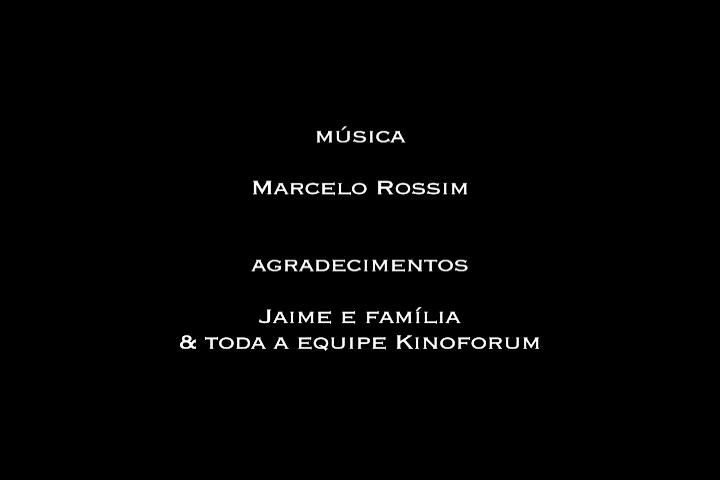 música
Marcelo Rossim
agradecimentos
Jaime e família
& toda a equipe Kinoforum